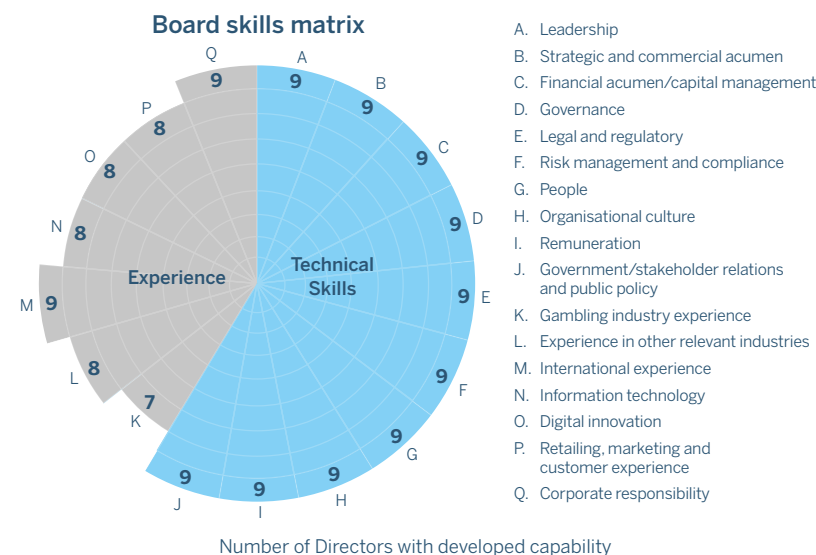 Board skills matrix
Q
A
9
9
B
9
P
8
C
9
O
8
D
9
N
8
Experience
Technical
Skills
E
9
M
9
L
8
F
9
K
7
G
9
H
9
I
9
J
9
A. Leadership
B. Strategic and commercial acumen
C. Financial acumen/capital management
D. Governance
E. Legal and regulatory
F. Risk management and compliance
G. People
H. Organisational culture
I. Remuneration
J. Government/stakeholder relations
and public policy
K. Gambling industry experience
L. Experience in other relevant industries
M. International experience
N. Information technology
O. Digital innovation
P. Retailing, marketing and
customer experience
Q. Corporate responsibility
Number of Directors with developed capability